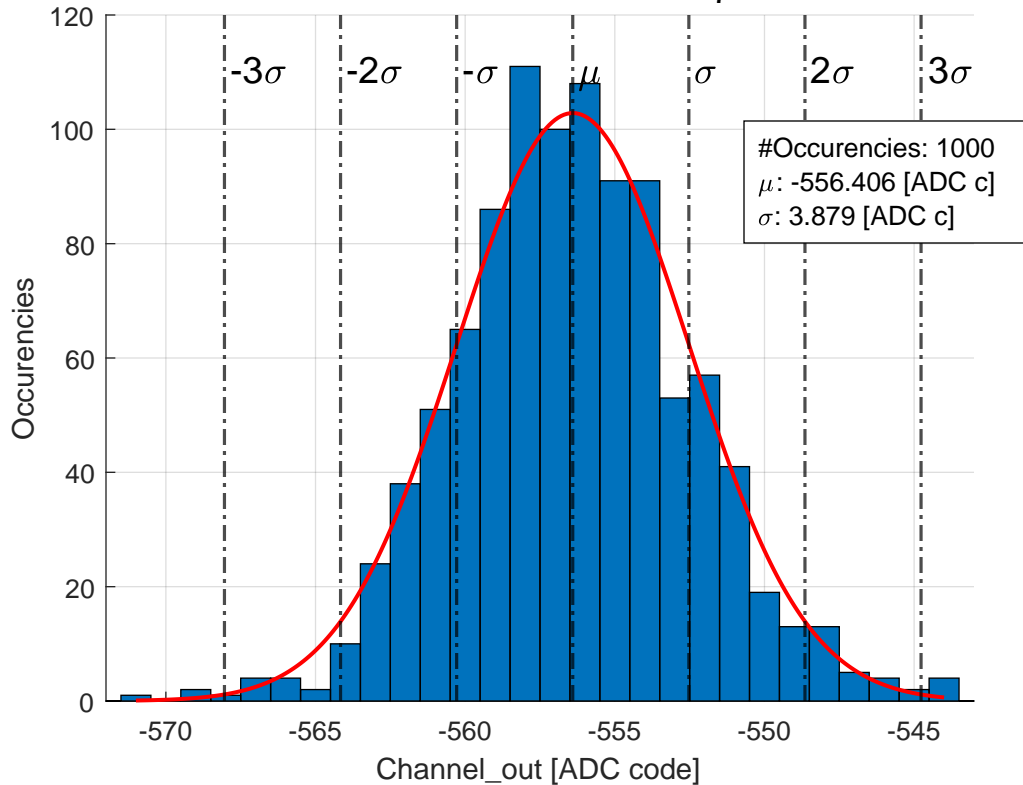 120
-3σ
-2σ
-σ
μ
σ
2σ
3σ
100
#Occurencies: 1000
μ: -556.406 [ADC c]
σ: 3.879 [ADC c]
80
Occurencies
60
40
20
0
-570
-565
-560
-555
-550
-545
Channel_out [ADC code]